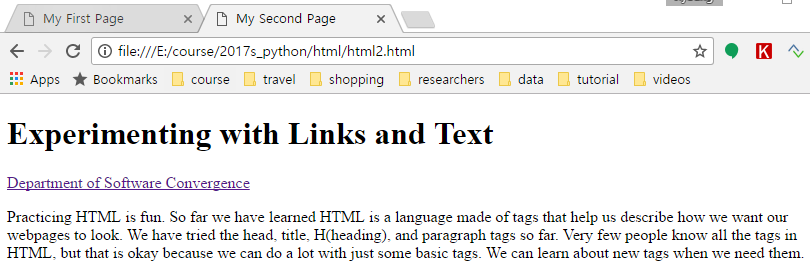 My First Page
My Second Page
file:///E:/course/2017s_python/html/html2.html
K
Apps Bookmarks course travel shopping researchers data tutorial videos
Experimenting with Links and Text
Department of Software Convergence
Practicing HTML is fun. So far we have learned HTML is a language made of tags that help us describe how we want our
webpages to look. We have tried the head, title, H(heading), and paragraph tags so far. Very few people know all the tags in
HTML, but that is okay because we can do a lot with just some basic tags. We can learn about new tags when we need them.